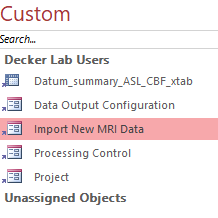 Custom
Search...
Decker Lab Users
Datum_summary_ASL_CBF_xtab
Data Output Configuration
Import New MRI Data
Processing Control
Project
Unassigned Objects